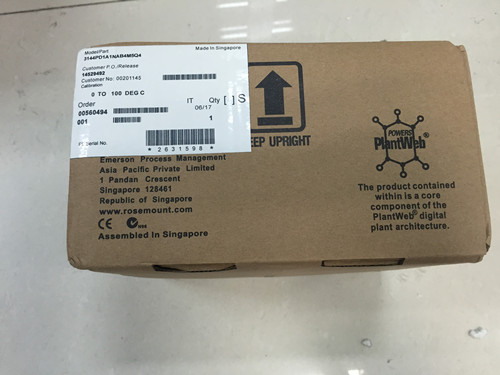 Model/Part
Made In Singapore
3144PD1A1NAB4M5Q4
Customer P.O./Release
14529492
Customer No: 00201145
Calibration
0 TO 100 DEG C
Order
IT Qty [ ] S
00560494
06/17
001
1
Serial No.
*2631598*
KEEP UPRIGHT
Emerson Process Management
Asia Pacific Private Limited
1 Pandan Crescent
Singapore 128461
Republic of Singapore
www.rosemount.com
CE
Assembled In Singapore
POWERS
PlantWeb®
The product contained
within is a core
component of the
PlantWeb® digital
plant architecture.